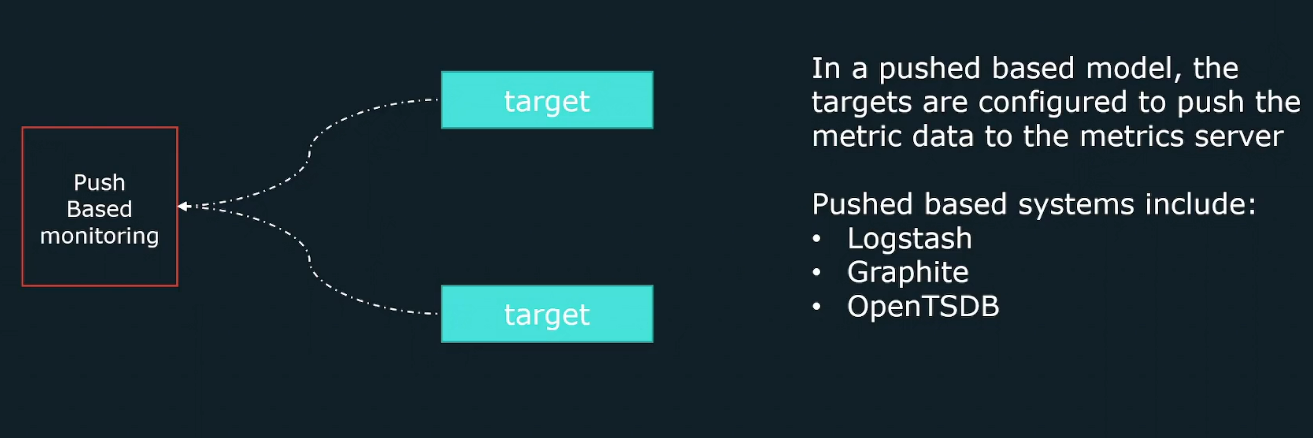 Push
Based
monitoring
target
target
In a pushed based model, the
targets are configured to push the
metric data to the metrics server
Pushed based systems include:
• Logstash
• Graphite
• OpenTSDB